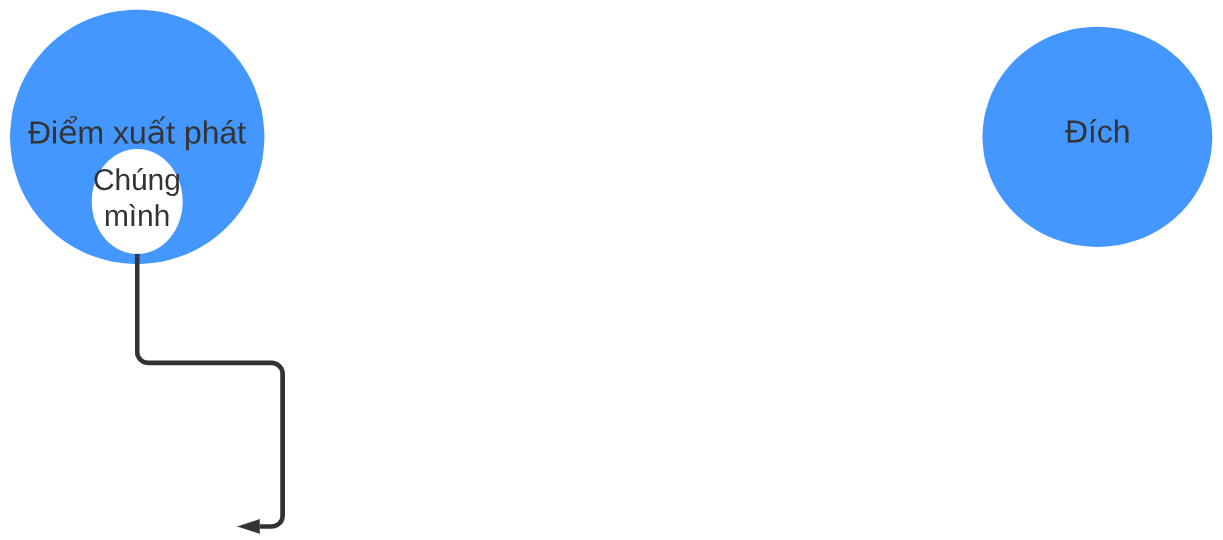 Điểm xuất phát
Chúng
mình
Đích